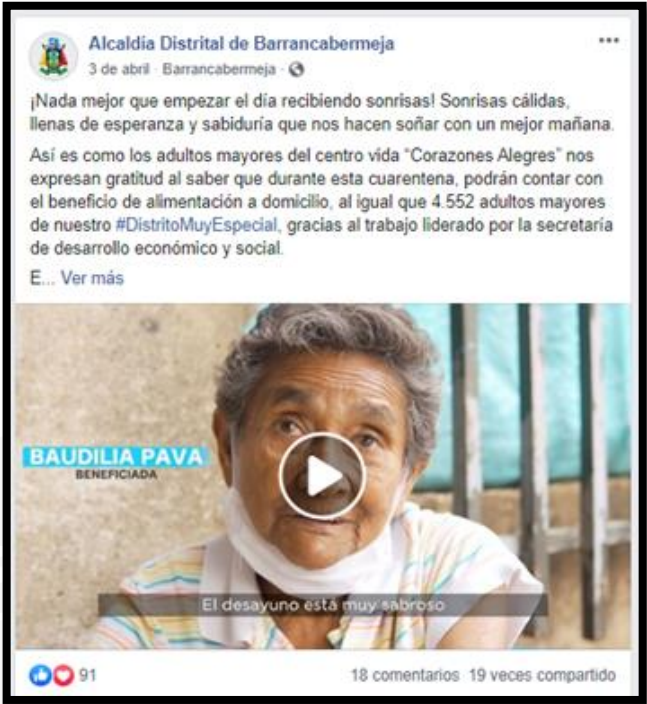 Alcaldía Distrital de Barrancabermeja
3 de abril · Barrancabermeja ·
¡Nada mejor que empezar el día recibiendo sonrisas! Sonrisas cálidas,
llenas de esperanza y sabiduría que nos hacen soñar con un mejor mañana.
Así es como los adultos mayores del centro vida "Corazones Alegres" nos
expresan gratitud al saber que durante esta cuarentena, podrán contar con
el beneficio de alimentación a domicilio, al igual que 4.552 adultos mayores
de nuestro #DistritoMuyEspecial, gracias al trabajo liderado por la secretaría
de desarrollo económico y social.
E... Ver más
BAUDILIA PAVA
BENEFICIADA
El desayuno está muy sabroso
91
18 comentarios 19 veces compartido